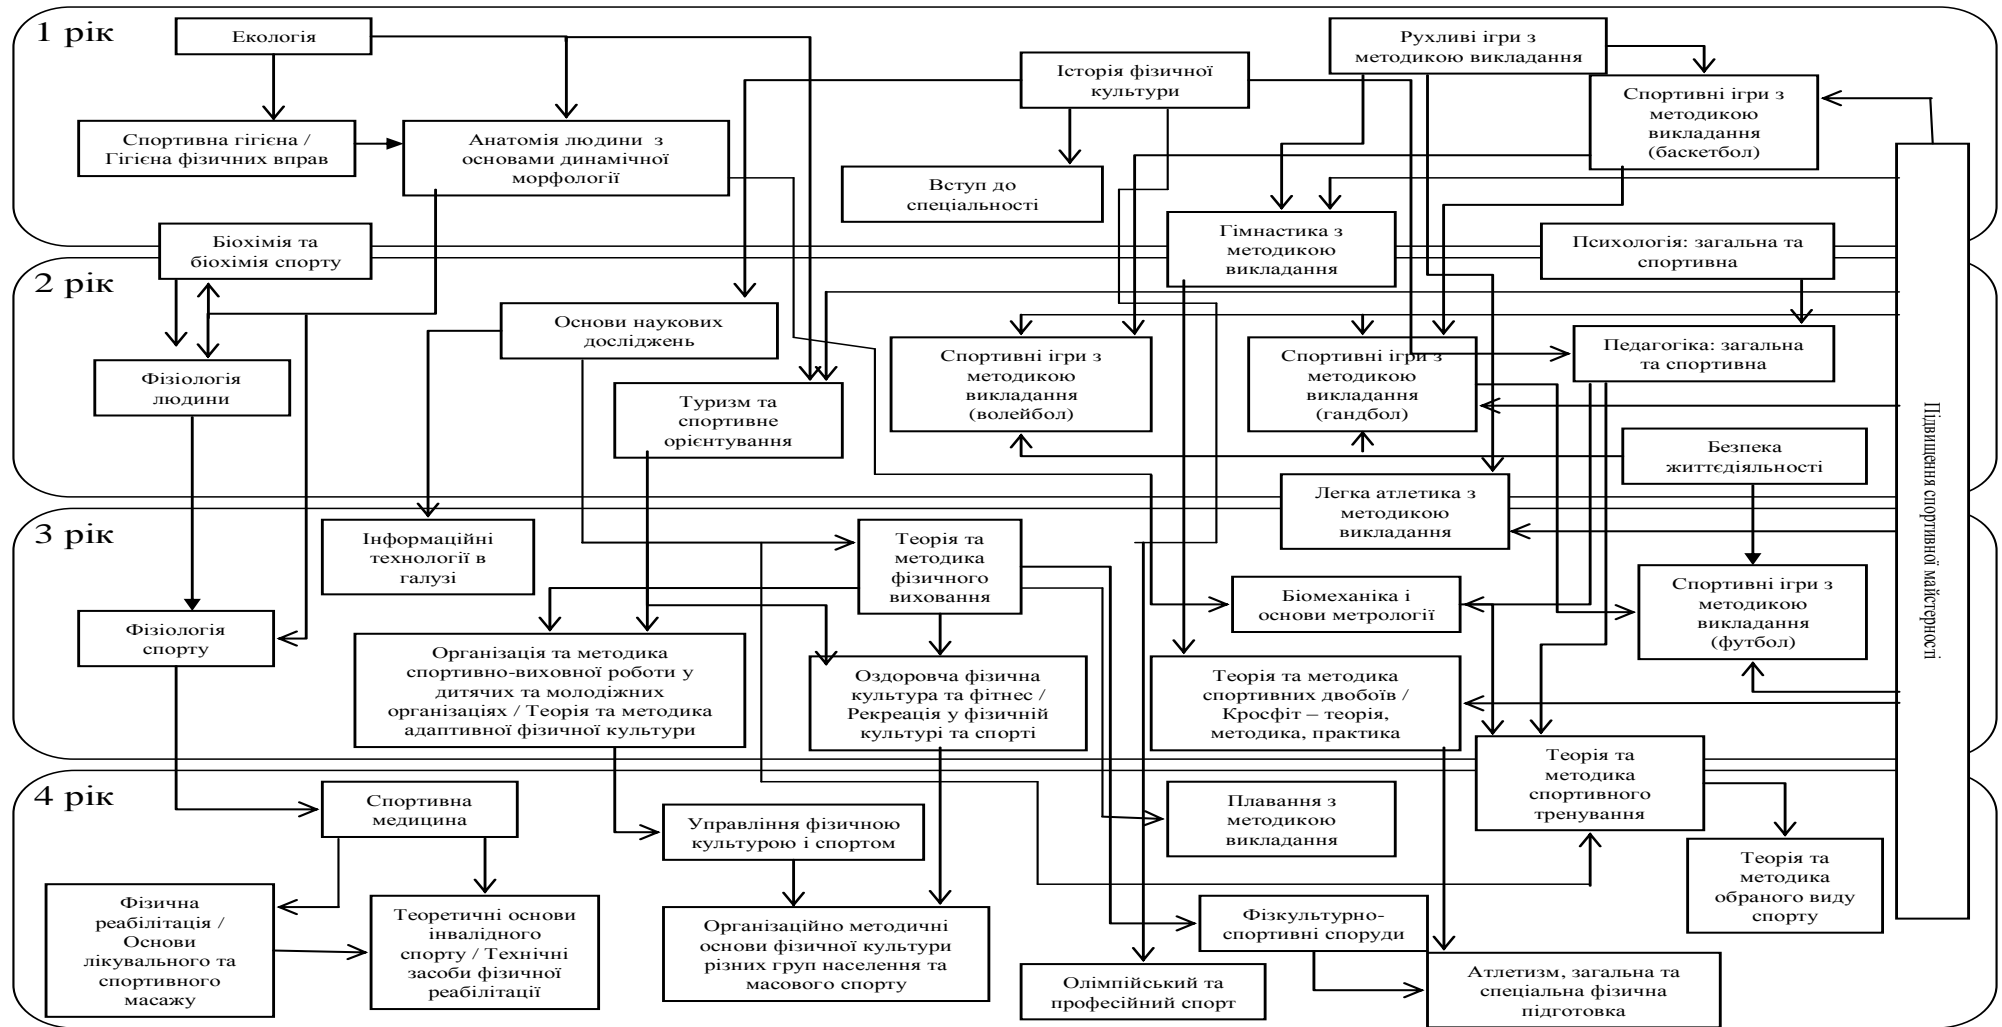 1 рік
Екологія
Спортивна гігієна /
Гігієна фізичних вправ
Анатомія людини  з
основами динамічної
морфології
Історія фізичної
культури
Вступ до
спеціальності
Рухливі ігри з
методикою викладання
Спортивні ігри з
методикою
викладання
(баскетбол)
Гімнастика з
методикою
викладання
Психологія: загальна та
спортивна
Біохімія та
біохімія спорту
2 рік
Фізіологія
людини
Основи наукових
досліджень
Туризм та
спортивне
орієнтування
Спортивні ігри з
методикою
викладання
(волейбол)
Спортивні ігри з
методикою
викладання
(гандбол)
Педагогіка: загальна
та спортивна
Безпека
життєдіяльності
Легка атлетика з
методикою
викладання
Підвищення спортивної майстерності
3 рік
Інформаційні
технології в
галузі
Теорія та
методика
фізичного
виховання
Біомеханіка і
основи метрології
Спортивні ігри з
методикою
викладання
(футбол)
Фізіологія
спорту
Організація та методика
спортивно-виховної роботи у
дитячих та молодіжних
організаціях / Теорія та методика
адаптивної фізичної культури
Оздоровча фізична
культура та фітнес /
Рекреація у фізичній
культурі та спорті
Теорія та методика
спортивних двобоїв /
Кросфіт – теорія,
методика, практика
Теорія та
методика
спортивного
тренування
4 рік
Спортивна
медицина
Управління фізичною
культурою і спортом
Плавання з
методикою
викладання
Теорія та
методика
обраного виду
спорту
Фізична
реабілітація /
Основи
лікувального та
спортивного
масажу
Теоретичні основи
інвалідного
спорту / Технічні
засоби фізичної
реабілітації
Організаційно методичні
основи фізичної культури
різних груп населення та
масового спорту
Фізкультурно-
спортивні споруди
Олімпійський та
професійний спорт
Атлетизм, загальна та
спеціальна фізична
підготовка